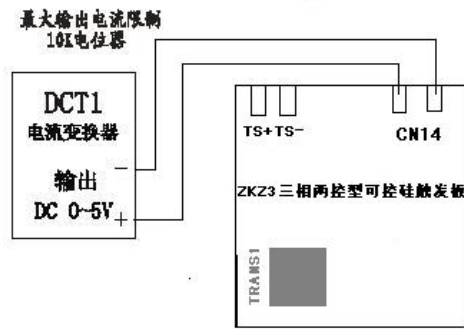 最大输出电流限制
10K电位器
DCT1
电流变换器
输出
DC 0~5V
−
+
TS+TS-
CN14
ZKZ3三相两控型可控硅触发板
TRANS1